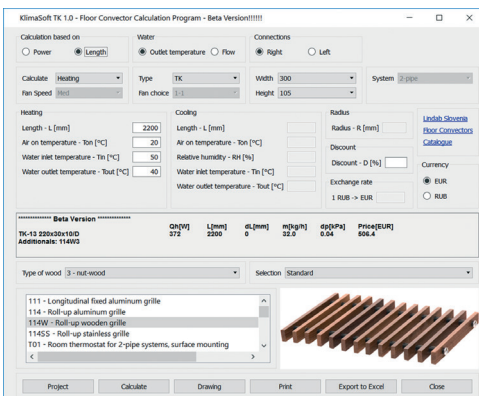 KlimaSoft TK 1.0 - Floor Convector Calculation Program - Beta Version!!!!!!
Calculation based on
Water
Connections
Power Length
Outlet temperature Flow
Right Left
Calculate Heating Type TK Width 300 System 2-pipe
Fan Speed Med Fan choice 1-1 Height 105
Heating
Length - L [mm] 2200
Air on temperature - Ton [°C] 20
Water inlet temperature - Tin [°C] 50
Water outlet temperature - Tout [°C] 40
Cooling
Length - L [mm]
Air on temperature - Ton [°C]
Relative humidity - RH [%]
Water inlet temperature - Tin [°C]
Water outlet temperature - Tout [°C]
Radius
Radius - R [mm]
Discount
Discount - D [%]
Exchange rate
1 RUB -> EUR
Lindab Slovenia
Floor Convectors
Catalogue
Currency
EUR
RUB
************** Beta Version **************
Qh[W] L[mm] dL[mm] m[kg/h] dp[kPa] Price[EUR]
TK-13 220x30x10/D 372 2200 0 32.0 0.04 506.4
Additionals: 114W3
Type of wood 3 - nut-wood Selection Standard
111 - Longitudinal fixed aluminum grille
114 - Roll-up aluminum grille
114W - Roll-up wooden grille
114SS - Roll-up stainless grille
T01 - Room thermostat for 2-pipe systems, surface mounting
Project Calculate Drawing Print Export to Excel Close